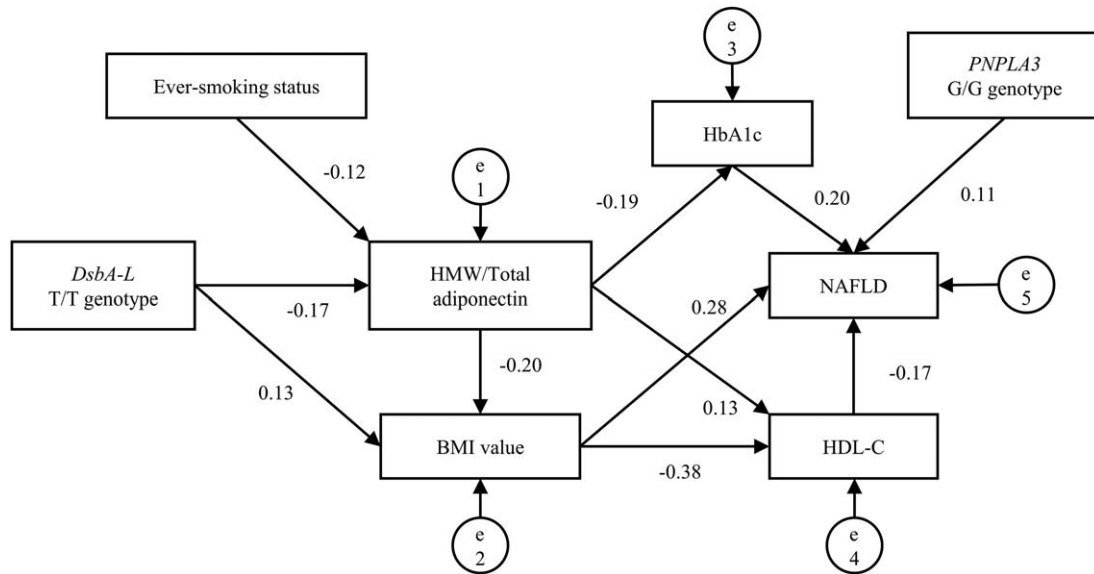 e
3
PNPLA3
G/G genotype
Ever-smoking status
HbA1c
e
1
-0.12
-0.19
0.20
0.11
DsbA-L
T/T genotype
HMW/Total
adiponectin
NAFLD
e
5
-0.17
0.28
-0.20
-0.17
0.13
0.13
BMI value
HDL-C
-0.38
e
2
e
4